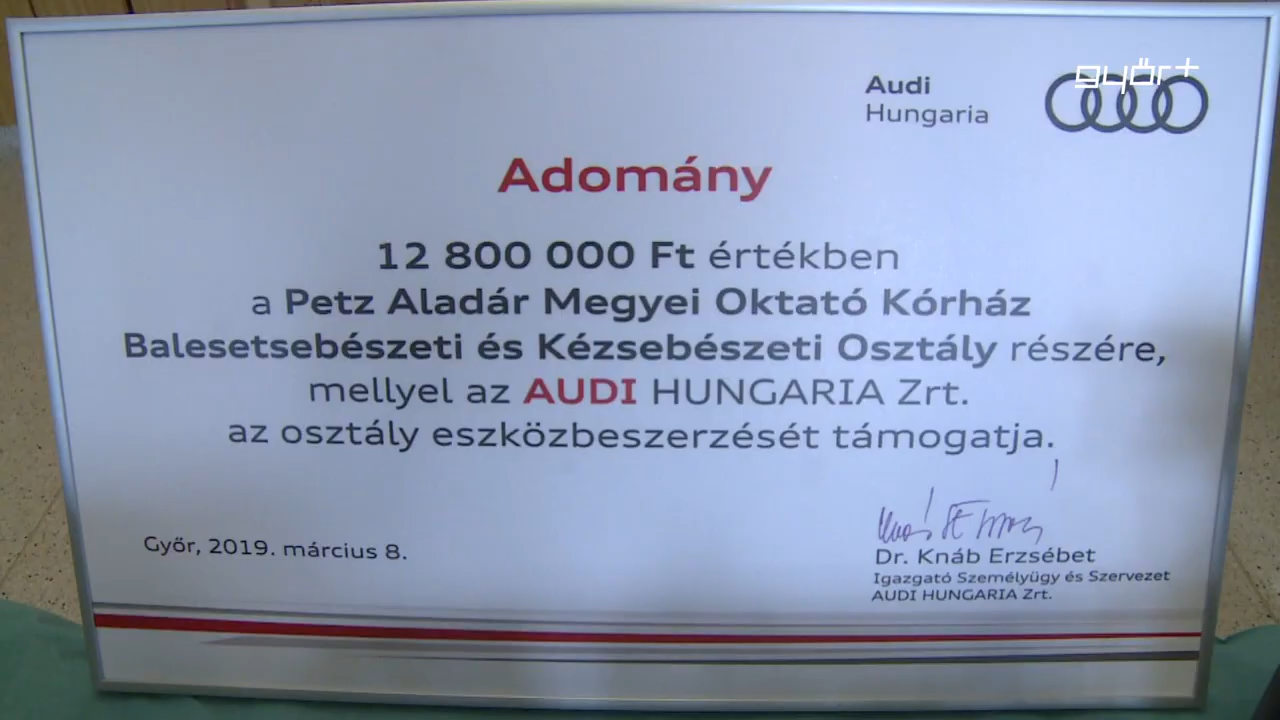 győr+
Audi
Hungaria
Adomány
12 800 000 Ft értékben
a Petz Aladár Megyei Oktató Kórház
Balesetsebészeti és Kézsebészeti Osztály részére,
mellyel az AUDI HUNGARIA Zrt.
az osztály eszközbeszerzését támogatja.
Győr, 2019. március 8.
Dr. Knáb Erzsébet
Igazgató Személyügy és Szervezet
AUDI HUNGARIA Zrt.